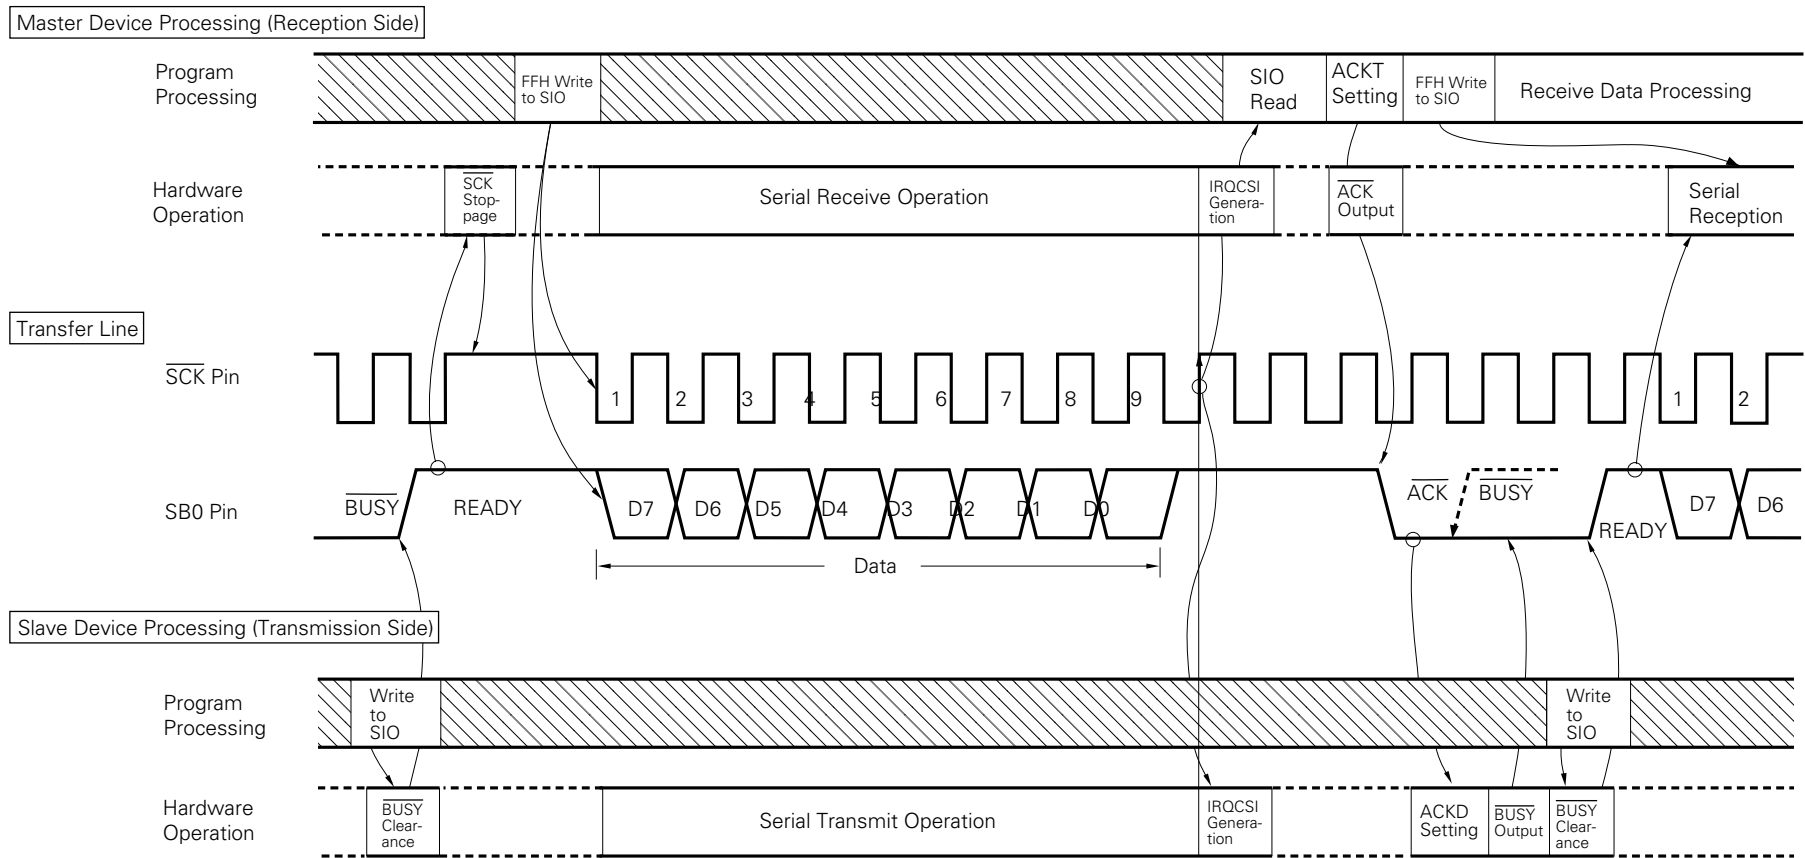 Master Device Processing (Reception Side)
Program
Processing
FFH Write
to SIO
SIO
Read
ACKT
Setting
FFH Write
to SIO
Receive Data Processing
Hardware
Operation
SCK
Stop-
page
Serial Receive Operation
IRQCSI
Genera-
tion
ACK
Output
Serial
Reception
Transfer Line
SCK Pin
1 2 3 4 5 6 7 8 9 1 2
SB0 Pin
BUSY READY D7 D6 D5 D4 D3 D2 D1 D0 ACK BUSY READY D7 D6
Data
Slave Device Processing (Transmission Side)
Program
Processing
Write
to
SIO
Write
to
SIO
Hardware
Operation
BUSY
Clear-
ance
Serial Transmit Operation
IRQCSI
Genera-
tion
ACKD
Setting
BUSY
Output
BUSY
Clear-
ance